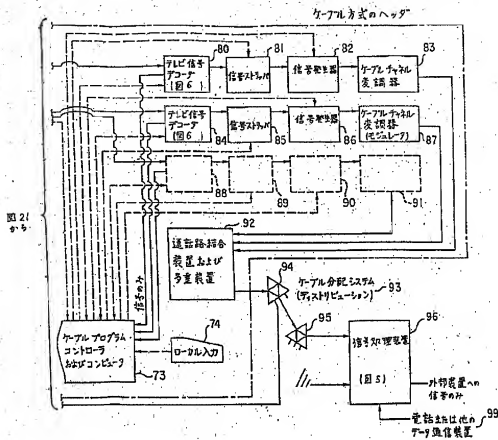 ケーブル方式のヘッダ
80
81
82
83
テレビ信号
デコーダ
(図6)
信号ストリッパ
信号発生器
ケーブルチャネル
変調器
テレビ信号
デコーダ
(図6)
84
信号ストリッパ
85
信号発生器
86
ケーブルチャネル
変調器
(モジュレータ)
87
88
89
90
91
図21
から
信号のみ
92
装置および
多重装置
94
ケーブル分配システム
(ディストリビューション)
93
95
96
信号処理装置
(図5)
74
ローカル入力
ケーブルプログラム・
コントローラ
およびコンピュータ
73
外部装置への
信号のみ
電話または他の
データ通信装置
99